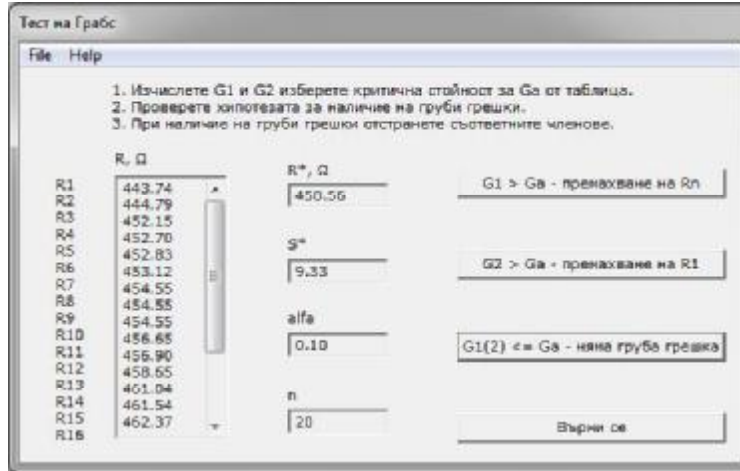 Тест на Грабс
File Help
1. Изчислете G1 и G2 изберете критична стойност за Ga от таблица.
2. Проверете хипотезата за наличие на груби грешки.
3. При наличие на груби грешки отстранете съответните членове.
R, Ω
R*, Ω
R1 443.74
R2 444.79
R3 452.15
R4 452.70
R5 452.83
R6 453.12
R7 454.55
R8 454.55
R9 454.55
R10 456.65
R11 456.90
R12 458.65
R13 461.04
R14 461.54
R15 462.37
R16
450.56
S*
9.33
alfa
0.10
n
20
G1 > Ga - премахване на Rn
G2 > Ga - премахване на R1
G1(2) <= Ga - няма груба грешка
Върни се